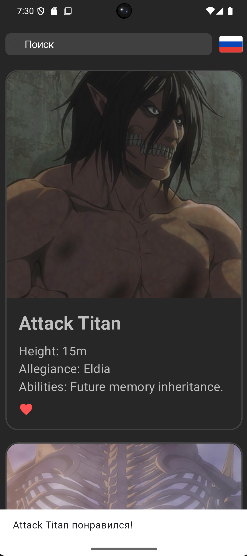 7:30
Поиск
Attack Titan
Height: 15m
Allegiance: Eldia
Abilities: Future memory inheritance.
Attack Titan понравился!